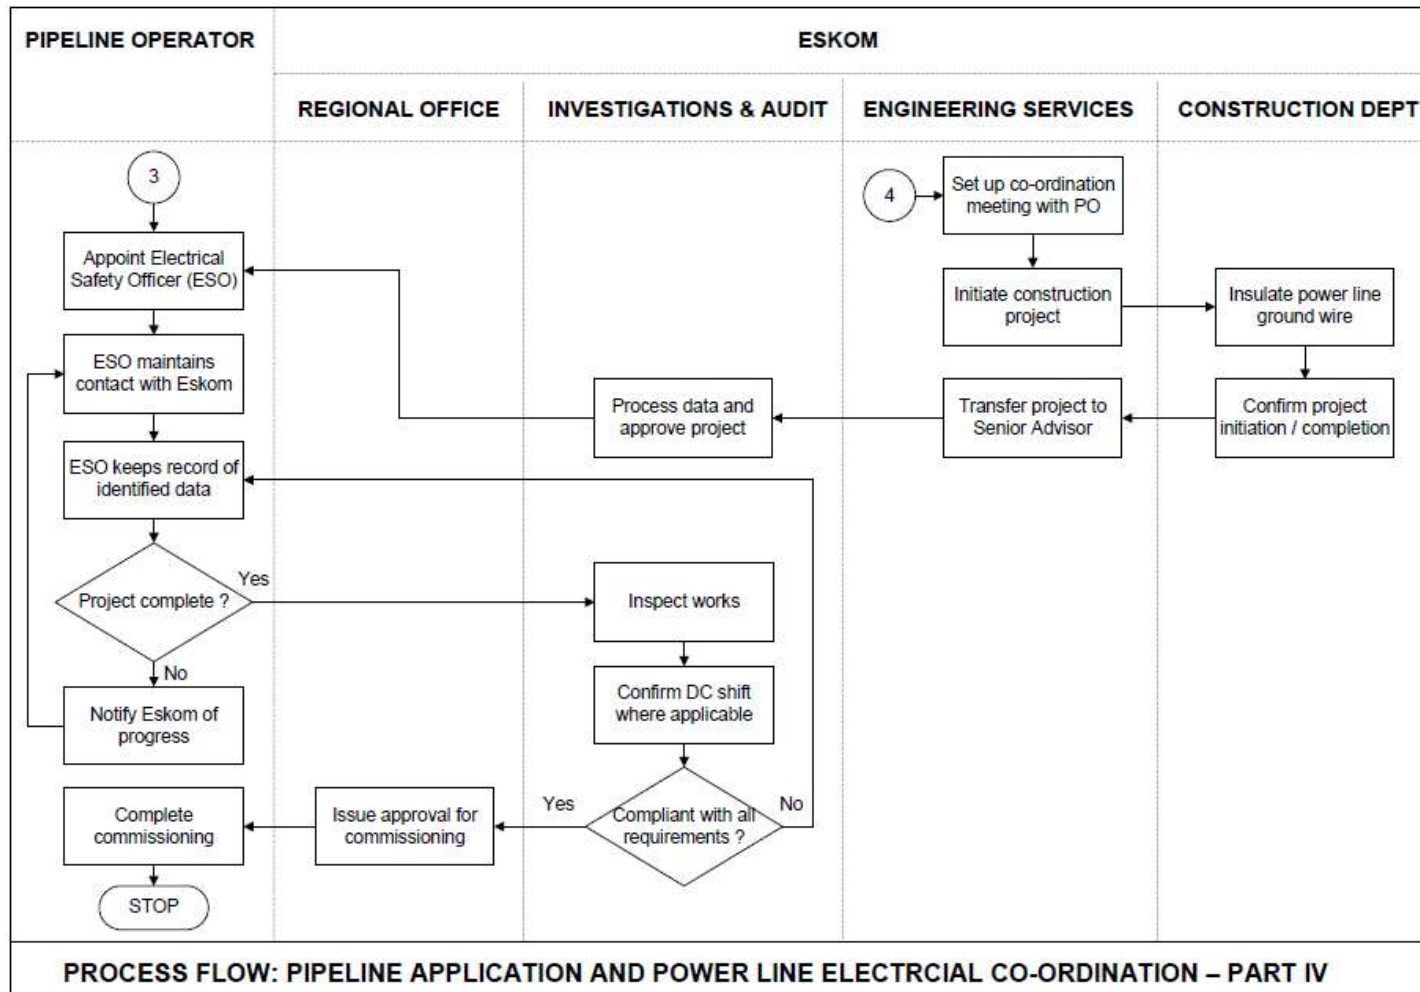 PIPELINE OPERATOR
ESKOM
REGIONAL OFFICE
INVESTIGATIONS & AUDIT
ENGINEERING SERVICES
CONSTRUCTION DEPT
3
Appoint Electrical
Safety Officer (ESO)
ESO maintains
contact with Eskom
ESO keeps record of
identified data
Project complete ?
Yes
No
Notify Eskom of
progress
Complete
commissioning
STOP
Issue approval for
commissioning
Process data and
approve project
Inspect works
Confirm DC shift
where applicable
Compliant with all
requirements ?
Yes
No
4
Set up co-ordination
meeting with PO
Initiate construction
project
Transfer project to
Senior Advisor
Insulate power line
ground wire
Confirm project
initiation / completion
PROCESS FLOW: PIPELINE APPLICATION AND POWER LINE ELECTRCIAL CO-ORDINATION – PART IV